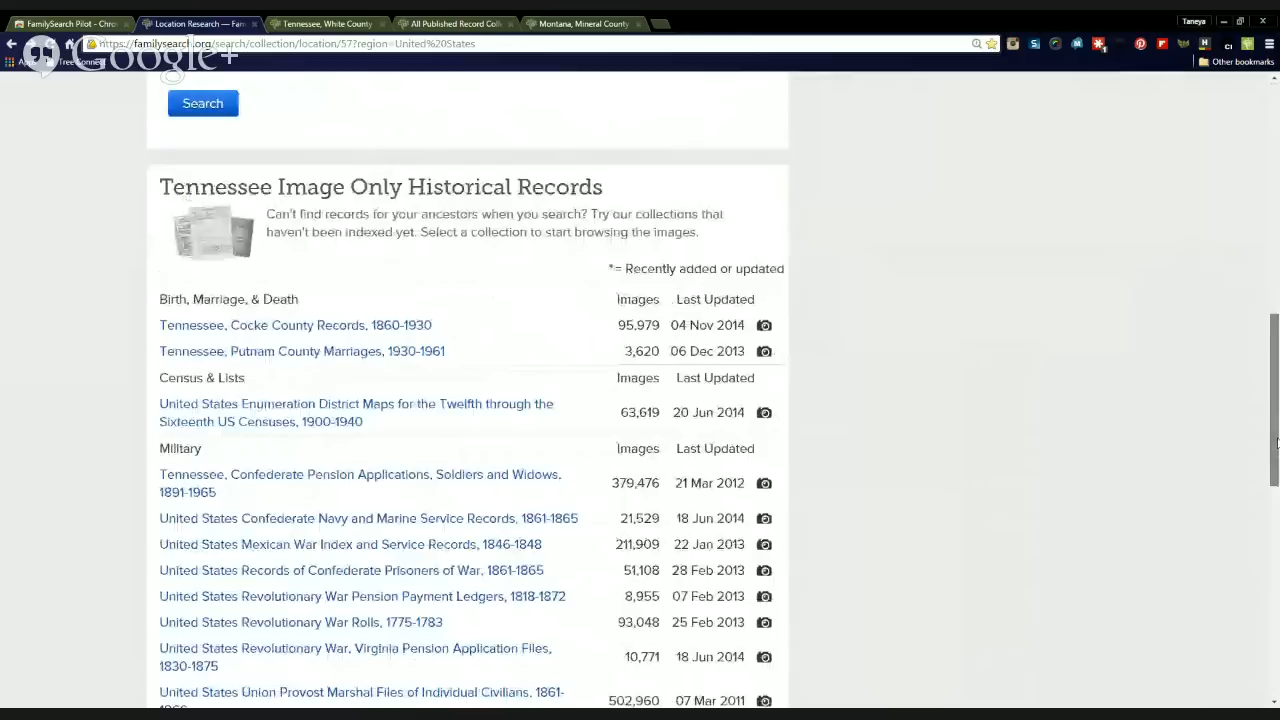 FamilySearch Pilot - Chro
Location Research — Fam
Tennessee, White County
All Published Record Coll
Montana, Mineral County
Taneya
https://familysearch.org/search/collection/location/57?region=United%20States
Google+
Apps
Tree Connect
Other bookmarks
Search
Tennessee Image Only Historical Records
Can't find records for your ancestors when you search? Try our collections that
haven't been indexed yet. Select a collection to start browsing the images.
*= Recently added or updated
Birth, Marriage, & Death Images Last Updated
Tennessee, Cocke County Records, 1860-1930 95,979 04 Nov 2014
Tennessee, Putnam County Marriages, 1930-1961 3,620 06 Dec 2013
Census & Lists Images Last Updated
United States Enumeration District Maps for the Twelfth through the
Sixteenth US Censuses, 1900-1940 63,619 20 Jun 2014
Military Images Last Updated
Tennessee, Confederate Pension Applications, Soldiers and Widows,
1891-1965 379,476 21 Mar 2012
United States Confederate Navy and Marine Service Records, 1861-1865 21,529 18 Jun 2014
United States Mexican War Index and Service Records, 1846-1848 211,909 22 Jan 2013
United States Records of Confederate Prisoners of War, 1861-1865 51,108 28 Feb 2013
United States Revolutionary War Pension Payment Ledgers, 1818-1872 8,955 07 Feb 2013
United States Revolutionary War Rolls, 1775-1783 93,048 25 Feb 2013
United States Revolutionary War, Virginia Pension Application Files,
1830-1875 10,771 18 Jun 2014
United States Union Provost Marshal Files of Individual Civilians, 1861-
502,960 07 Mar 2011